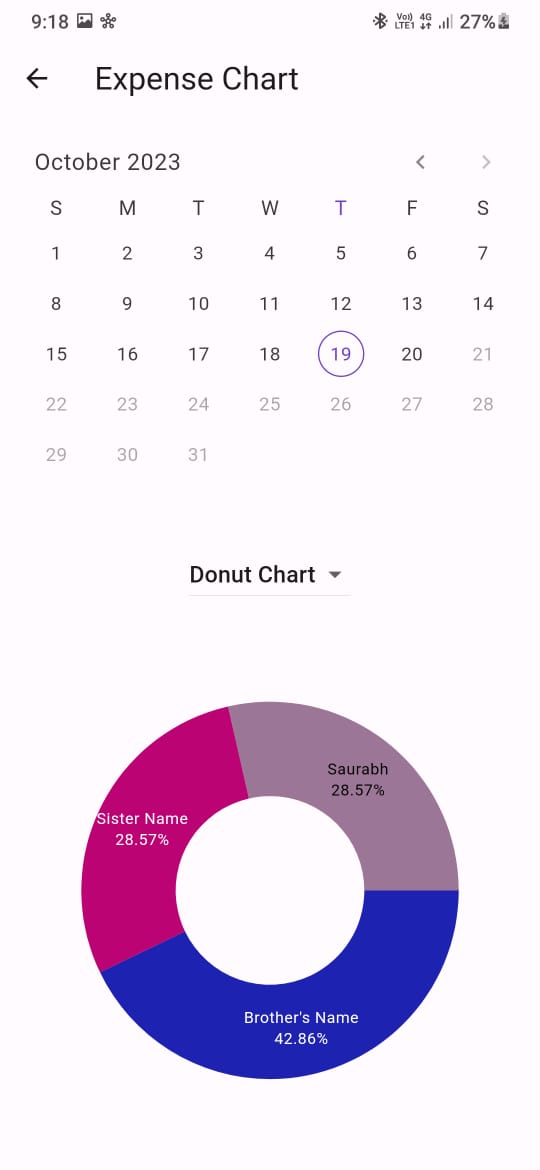 9:18 Vo)) LTE1 4G 27%
Expense Chart
October 2023
S M T W T F S
1 2 3 4 5 6 7
8 9 10 11 12 13 14
15 16 17 18 19 20 21
22 23 24 25 26 27 28
29 30 31
Donut Chart
Saurabh
28.57%
Sister Name
28.57%
Brother's Name
42.86%